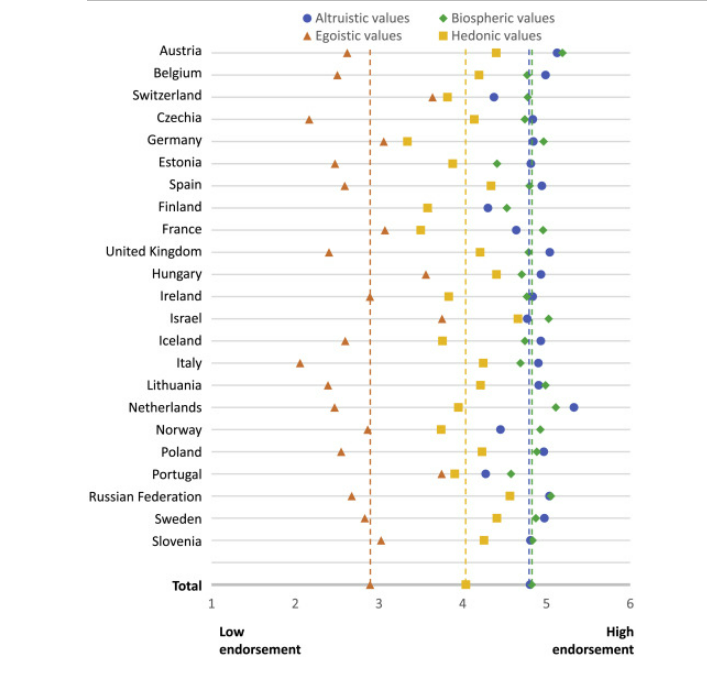 Altruistic values Biospheric values
Egoistic values Hedonic values
Austria
Belgium
Switzerland
Czechia
Germany
Estonia
Spain
Finland
France
United Kingdom
Hungary
Ireland
Israel
Iceland
Italy
Lithuania
Netherlands
Norway
Poland
Portugal
Russian Federation
Sweden
Slovenia
Total
1 2 3 4 5 6
Low High
endorsement endorsement